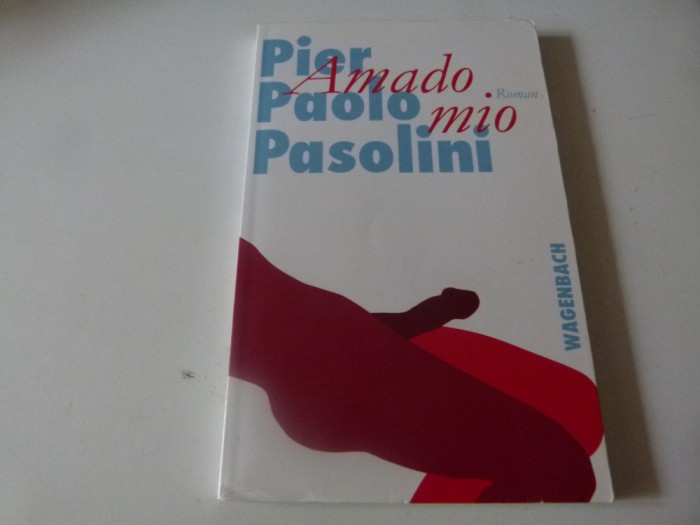 Pier
Paolo
Pasolini
Amado
mio
Roman
WAGENBACH